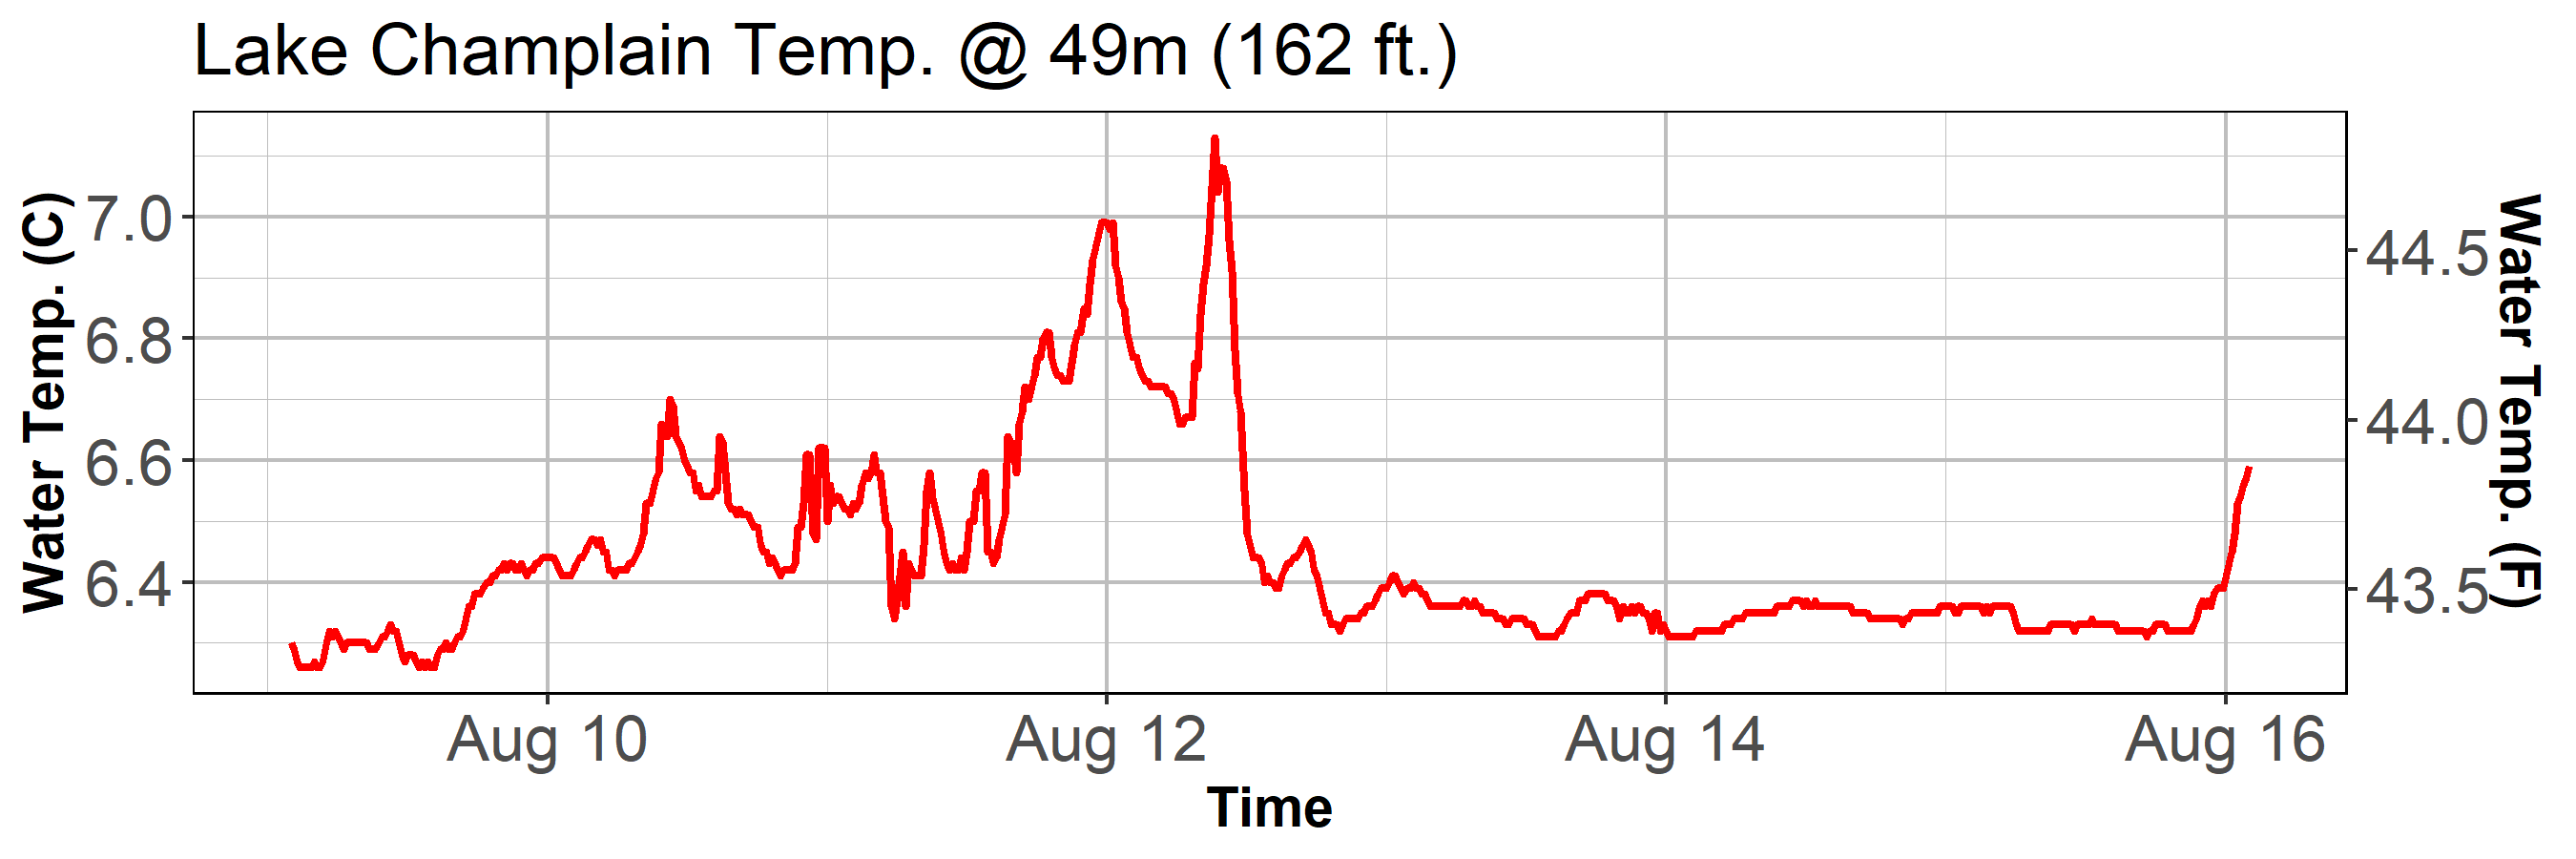 Lake Champlain Temp. @ 49m (162 ft.)
Water Temp. (C)
7.0
6.8
6.6
6.4
44.5
44.0
43.5
Water Temp. (F)
Aug 10 Aug 12 Aug 14 Aug 16
Time